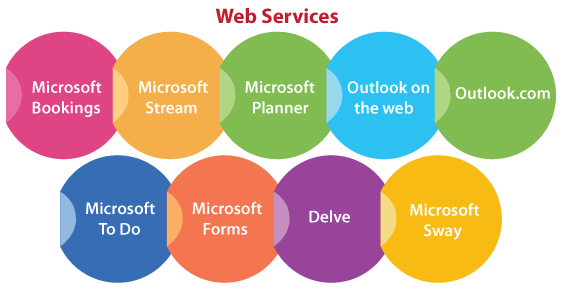 Web Services
Microsoft
Bookings
Microsoft
Stream
Microsoft
Planner
Outlook on
the web
Outlook.com
Microsoft
To Do
Microsoft
Forms
Delve
Microsoft
Sway